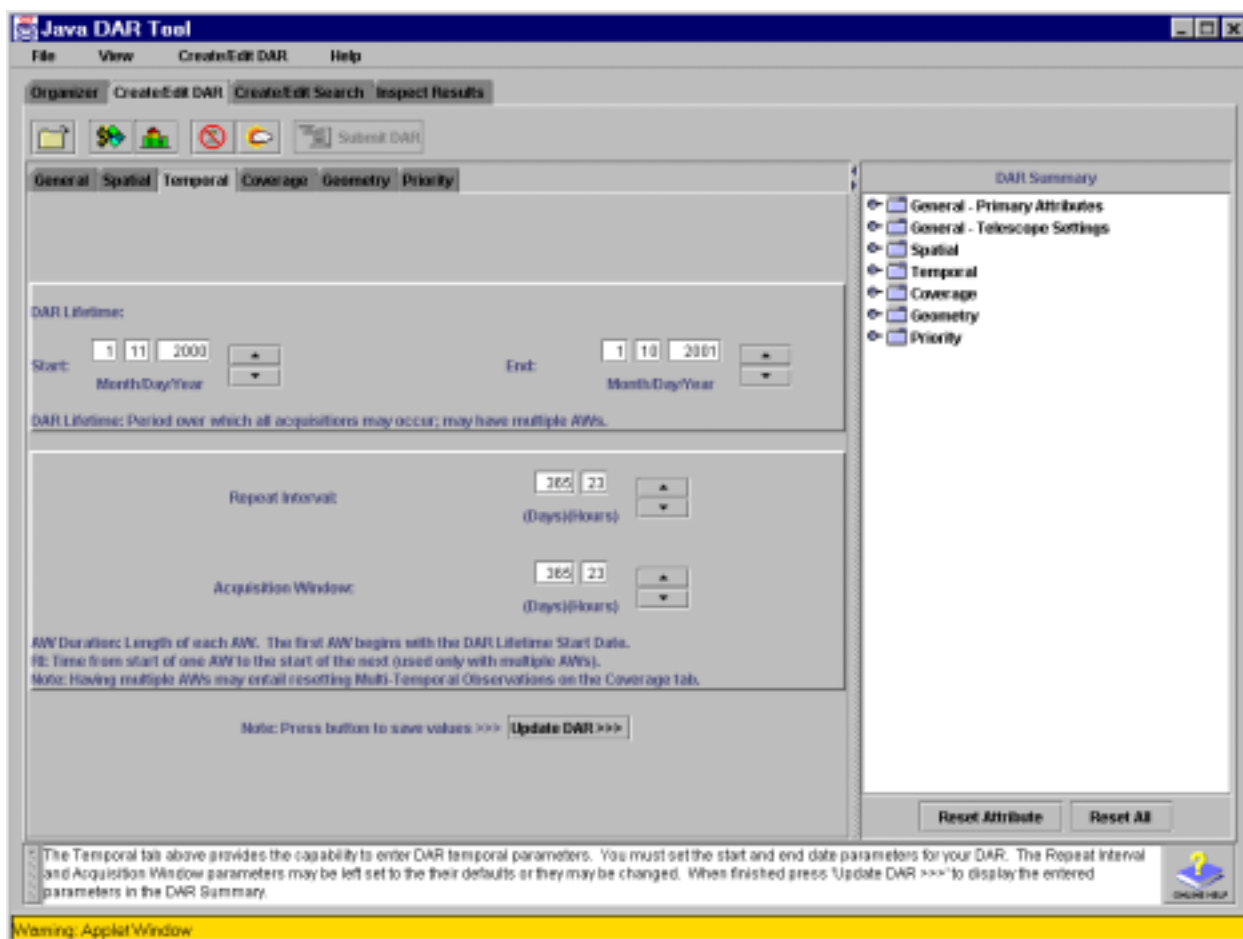 Java DAR Tool
File View Create/Edit DAR Help
Organizer Create/Edit DAR Create/Edit Search Inspect Results
Submit DAR
General Spatial Temporal Coverage Geometry Priority
DAR Lifetime:
Start: 1 11 2000
Month/Day/Year
End: 1 10 2001
Month/Day/Year
DAR Lifetime: Period over which all acquisitions may occur; may have multiple AWs.
Repeat Interval: 365 23
(Days)(Hours)
Acquisition Window: 365 23
(Days)(Hours)
AW Duration: Length of each AW. The first AW begins with the DAR Lifetime Start Date.
RI: Time from start of one AW to the start of the next (used only with multiple AWs).
Note: Having multiple AWs may entail resetting Multi-Temporal Observations on the Coverage tab.
Note: Press button to save values >>> Update DAR >>>
DAR Summary
General - Primary Attributes
General - Telescope Settings
Spatial
Temporal
Coverage
Geometry
Priority
Reset Attribute Reset All
The Temporal tab above provides the capability to enter DAR temporal parameters. You must set the start and end date parameters for your DAR. The Repeat Interval
and Acquisition Window parameters may be left set to the their defaults or they may be changed. When finished press 'Update DAR >>>' to display the entered
parameters in the DAR Summary.
ONLINE HELP
Warning: Applet Window